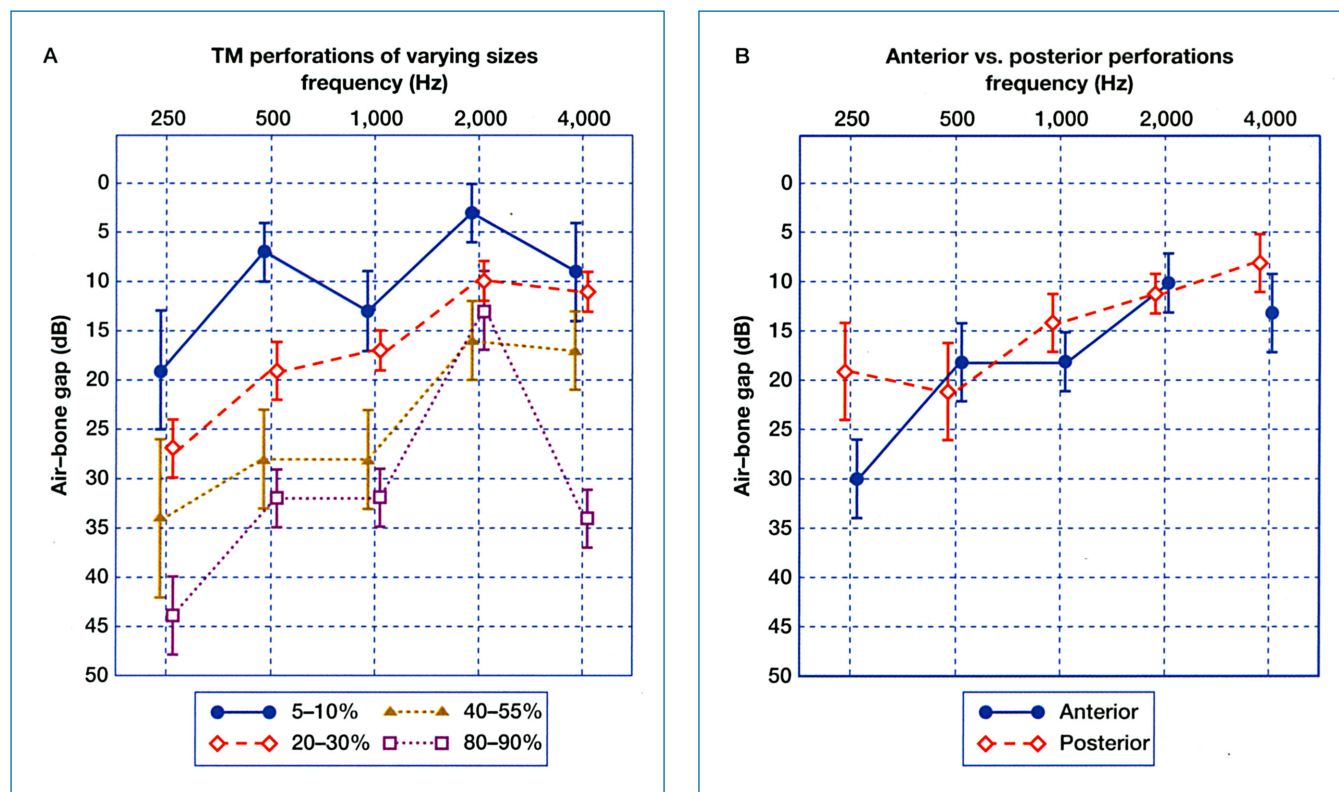 A
TM perforations of varying sizes
frequency (Hz)
250 500 1,000 2,000 4,000
0
5
10
15
20
25
30
35
40
45
50
Air–bone gap (dB)
5–10% 40–55%
20–30% 80–90%
B
Anterior vs. posterior perforations
frequency (Hz)
250 500 1,000 2,000 4,000
0
5
10
15
20
25
30
35
40
45
50
Air–bone gap (dB)
Anterior
Posterior